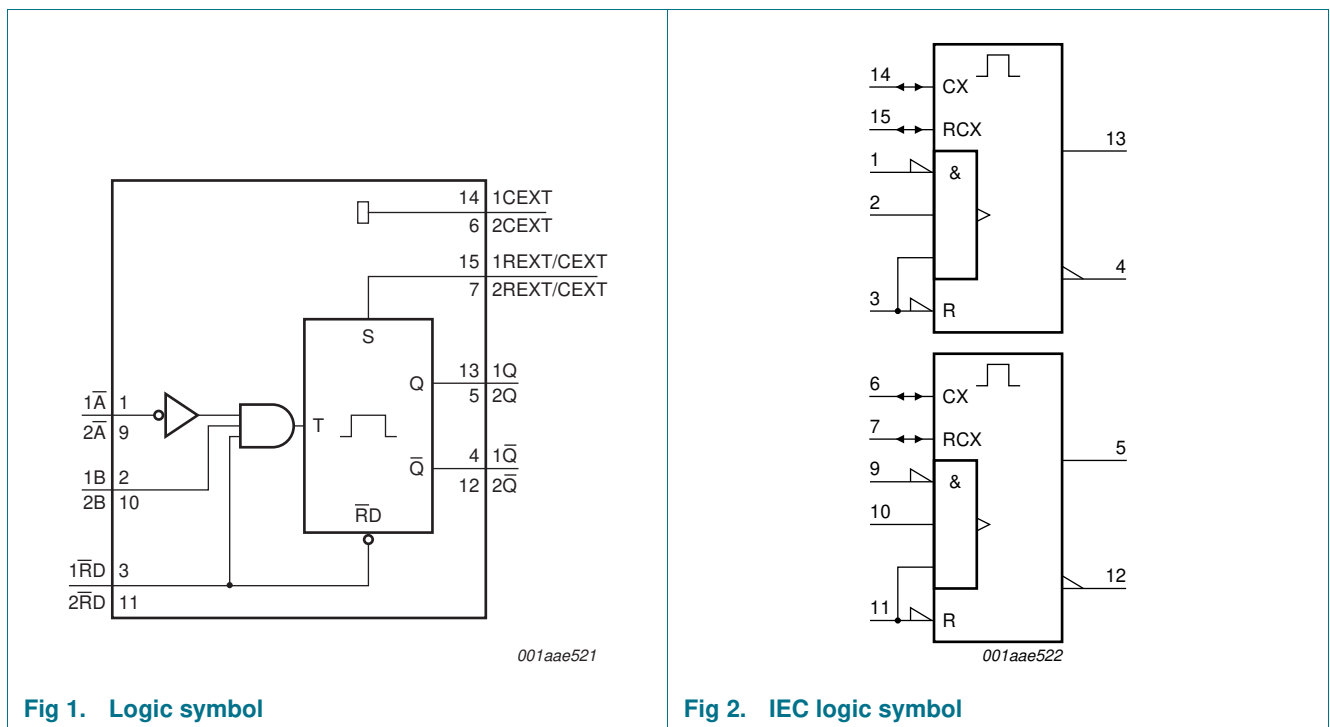 14 1CEXT
6 2CEXT
15 1REXT/CEXT
7 2REXT/CEXT
S
Q 13 1Q
5 2Q
1A̅ 1
2A̅ 9
T
1B 2
2B 10
Q̅ 4 1Q̅
12 2Q̅
R̅D
1R̅D 3
2R̅D 11
001aae521
Fig 1. Logic symbol
14 CX
15 RCX
13
1 &
2
4
3 R
6 CX
7 RCX
5
9 &
10
12
11 R
001aae522
Fig 2. IEC logic symbol